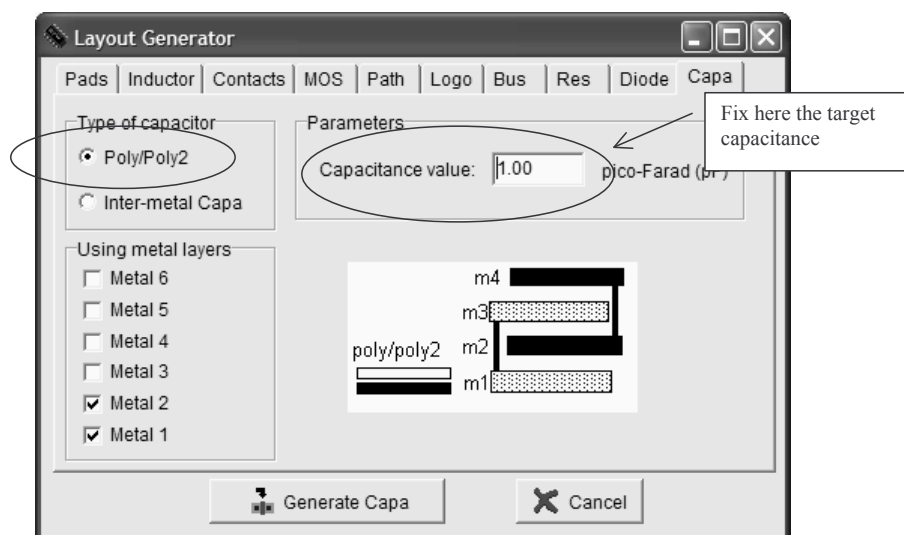 Layout Generator
Pads Inductor Contacts MOS Path Logo Bus Res Diode Capa
Type of capacitor
Poly/Poly2
Inter-metal Capa
Parameters
Capacitance value: 1.00 pico-Farad (pF)
Fix here the target
capacitance
Using metal layers
Metal 6
Metal 5
Metal 4
Metal 3
Metal 2
Metal 1
m4
m3
poly/poly2 m2
m1
Generate Capa
Cancel